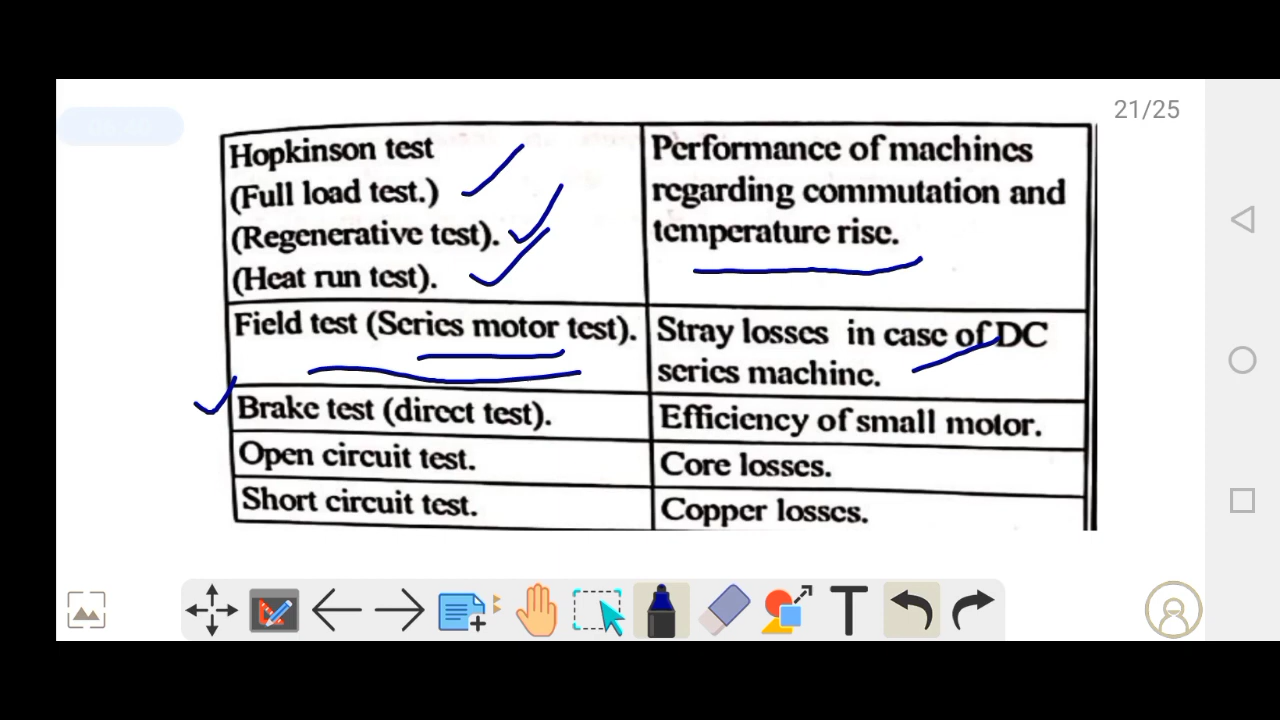 21/25
Hopkinson test
(Full load test.)
(Regenerative test).
(Heat run test).
Performance of machines
regarding commutation and
temperature rise.
Field test (Series motor test).
Stray losses in case of DC
series machine.
Brake test (direct test).
Efficiency of small motor.
Open circuit test.
Core losses.
Short circuit test.
Copper losses.
T